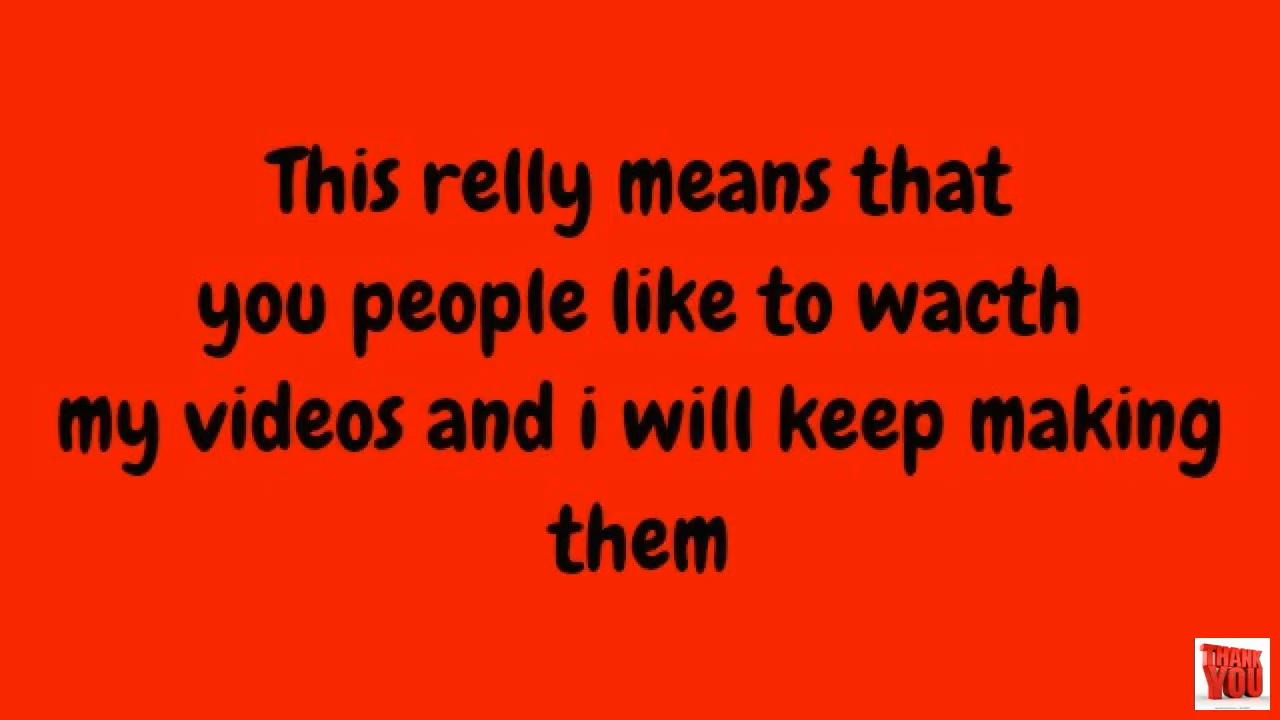 This relly means that
you people like to wacth
my videos and i will keep making
them
THANK
YOU